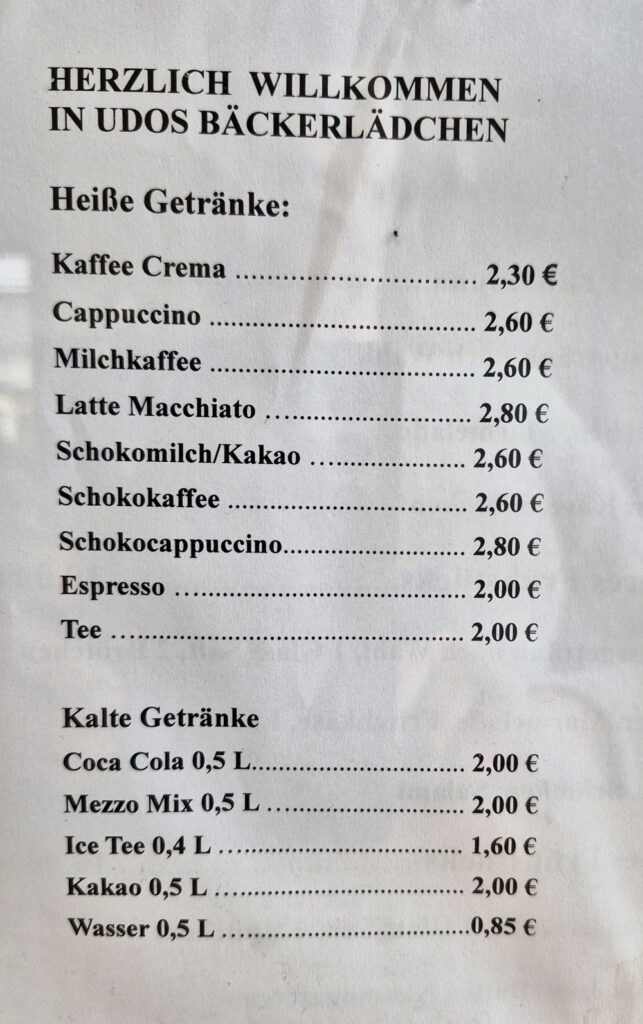 HERZLICH WILLKOMMEN
IN UDOS BÄCKERLÄDCHEN
Heiße Getränke:
Kaffee Crema ................................ 2,30 €
Cappuccino ................................... 2,60 €
Milchkaffee ................................... 2,60 €
Latte Macchiato ............................ 2,80 €
Schokomilch/Kakao ..................... 2,60 €
Schokokaffee ................................ 2,60 €
Schokocappuccino........................ 2,80 €
Espresso ....................................... 2,00 €
Tee ................................................ 2,00 €
Kalte Getränke
Coca Cola 0,5 L............................. 2,00 €
Mezzo Mix 0,5 L ........................... 2,00 €
Ice Tee 0,4 L ................................. 1,60 €
Kakao 0,5 L .................................. 2,00 €
Wasser 0,5 L .................................0,85 €